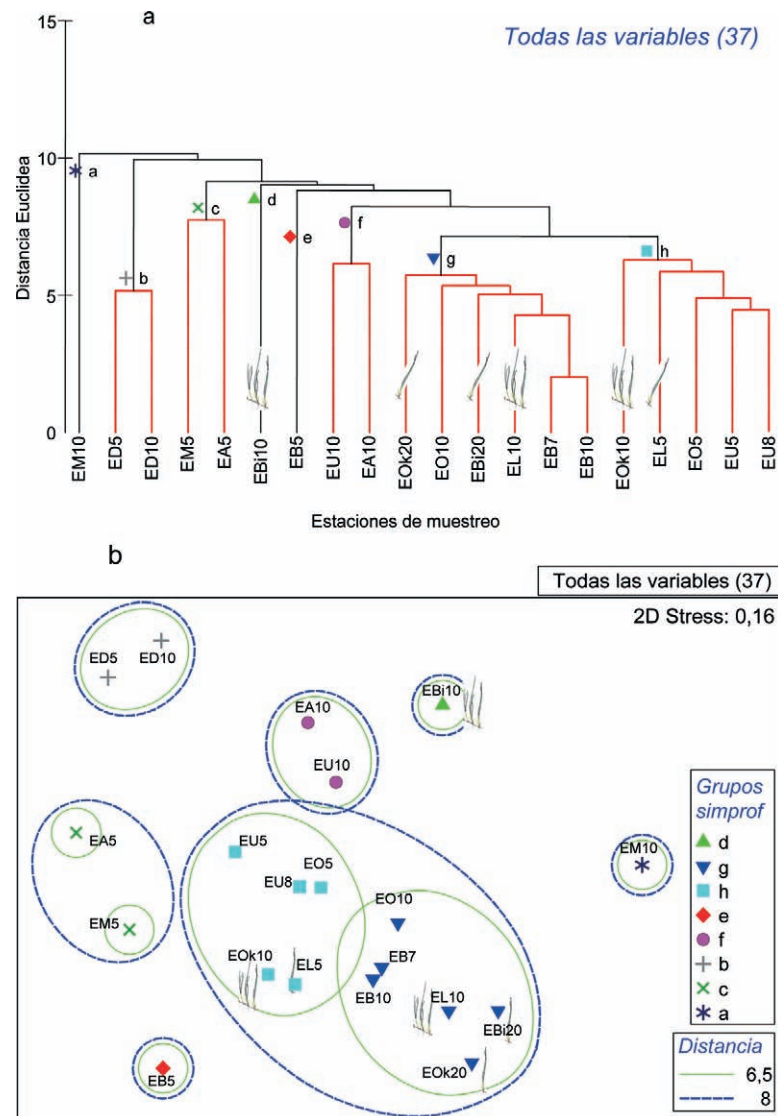 a
Todas las variables (37)
Distancia Euclidea
15
10
5
0
a
b
c
d
e
f
g
h
EM10
ED5
ED10
EM5
EA5
EBi10
EB5
EU10
EA10
EOk20
EO10
EBi20
EL10
EB7
EB10
EOk10
EL5
EO5
EU5
EU8
Estaciones de muestreo
b
Todas las variables (37)
2D Stress: 0,16
ED5
ED10
EBi10
EA10
EU10
EA5
EU5
EO5
EU8
EM10
EO10
EM5
EB7
EOk10
EL5
EB10
EL10
EBi20
EB5
EOk20
Grupos
simprof
d
g
h
e
f
b
c
a
Distancia
6,5
8